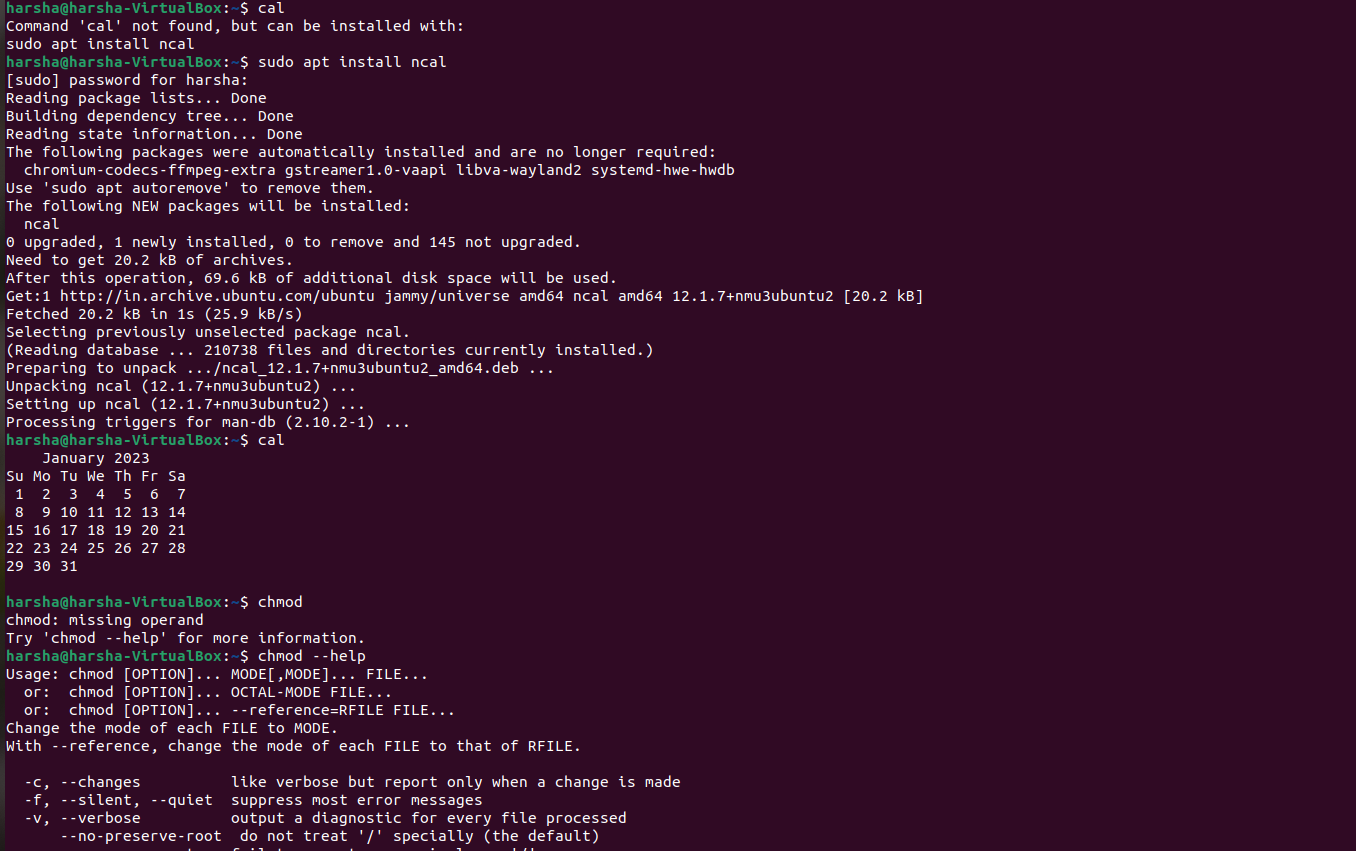 harsha@harsha-VirtualBox:~$ cal
Command 'cal' not found, but can be installed with:
sudo apt install ncal
harsha@harsha-VirtualBox:~$ sudo apt install ncal
[sudo] password for harsha:
Reading package lists... Done
Building dependency tree... Done
Reading state information... Done
The following packages were automatically installed and are no longer required:
  chromium-codecs-ffmpeg-extra gstreamer1.0-vaapi libva-wayland2 systemd-hwe-hwdb
Use 'sudo apt autoremove' to remove them.
The following NEW packages will be installed:
  ncal
0 upgraded, 1 newly installed, 0 to remove and 145 not upgraded.
Need to get 20.2 kB of archives.
After this operation, 69.6 kB of additional disk space will be used.
Get:1 http://in.archive.ubuntu.com/ubuntu jammy/universe amd64 ncal amd64 12.1.7+nmu3ubuntu2 [20.2 kB]
Fetched 20.2 kB in 1s (25.9 kB/s)
Selecting previously unselected package ncal.
(Reading database ... 210738 files and directories currently installed.)
Preparing to unpack .../ncal_12.1.7+nmu3ubuntu2_amd64.deb ...
Unpacking ncal (12.1.7+nmu3ubuntu2) ...
Setting up ncal (12.1.7+nmu3ubuntu2) ...
Processing triggers for man-db (2.10.2-1) ...
harsha@harsha-VirtualBox:~$ cal
    January 2023
Su Mo Tu We Th Fr Sa
 1  2  3  4  5  6  7
 8  9 10 11 12 13 14
15 16 17 18 19 20 21
22 23 24 25 26 27 28
29 30 31
harsha@harsha-VirtualBox:~$ chmod
chmod: missing operand
Try 'chmod --help' for more information.
harsha@harsha-VirtualBox:~$ chmod --help
Usage: chmod [OPTION]... MODE[,MODE]... FILE...
  or:  chmod [OPTION]... OCTAL-MODE FILE...
  or:  chmod [OPTION]... --reference=RFILE FILE...
Change the mode of each FILE to MODE.
With --reference, change the mode of each FILE to that of RFILE.
  -c, --changes          like verbose but report only when a change is made
  -f, --silent, --quiet  suppress most error messages
  -v, --verbose          output a diagnostic for every file processed
      --no-preserve-root  do not treat '/' specially (the default)